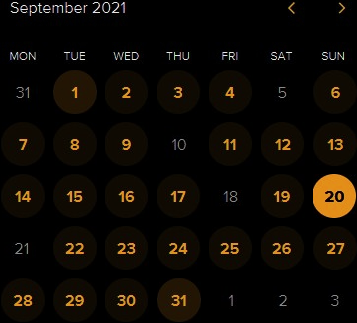 September 2021
MON TUE WED THU FRI SAT SUN
31 1 2 3 4 5 6
7 8 9 10 11 12 13
14 15 16 17 18 19 20
21 22 23 24 25 26 27
28 29 30 31 1 2 3